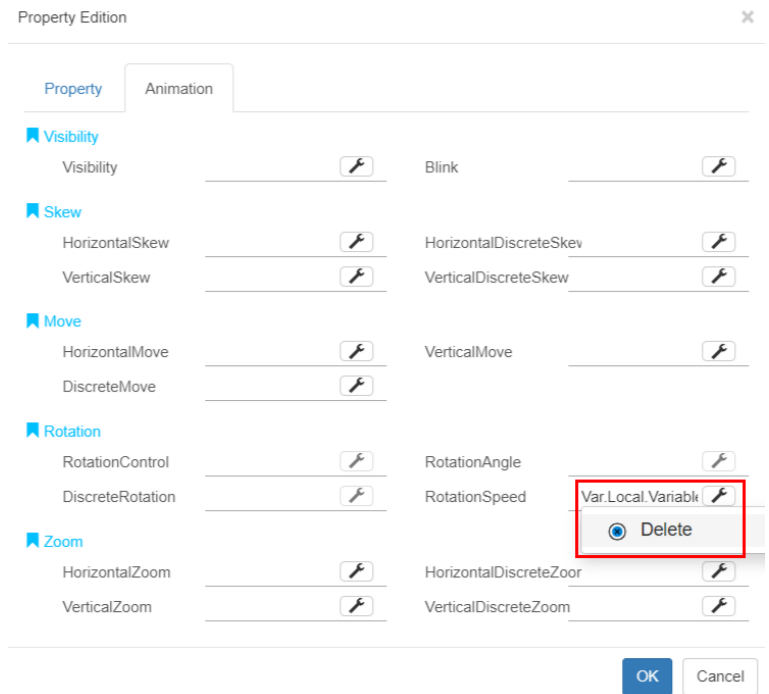 Property Edition
Property Animation
Visibility
Visibility Blink
Skew
HorizontalSkew HorizontalDiscreteSkew
VerticalSkew VerticalDiscreteSkew
Move
HorizontalMove VerticalMove
DiscreteMove
Rotation
RotationControl RotationAngle
DiscreteRotation RotationSpeed Var.Local.Variable
Delete
Zoom
HorizontalZoom HorizontalDiscreteZoom
VerticalZoom VerticalDiscreteZoom
OK Cancel